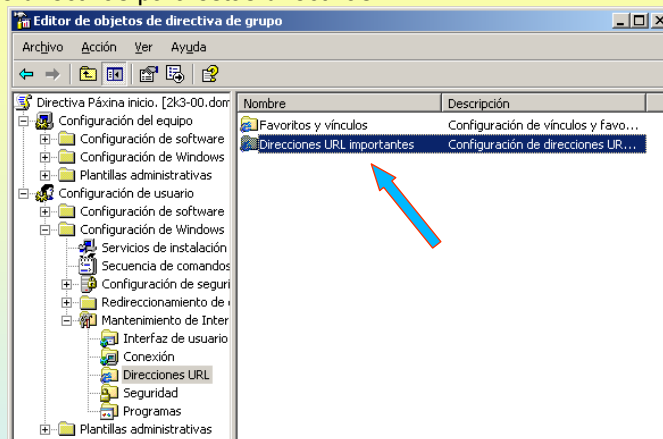 Editor de objetos de directiva de grupo
Archivo Acción Ver Ayuda
Directiva Páxina inicio. [2k3-00.dom
Configuración del equipo
Configuración de software
Configuración de Windows
Plantillas administrativas
Configuración de usuario
Configuración de software
Configuración de Windows
Servicios de instalación
Secuencia de comandos
Configuración de seguri
Redireccionamiento de
Mantenimiento de Inter
Interfaz de usuario
Conexión
Direcciones URL
Seguridad
Programas
Plantillas administrativas
Nombre Descripción
Favoritos y vínculos Configuración de vínculos y favo...
Direcciones URL importantes Configuración de direcciones UR...